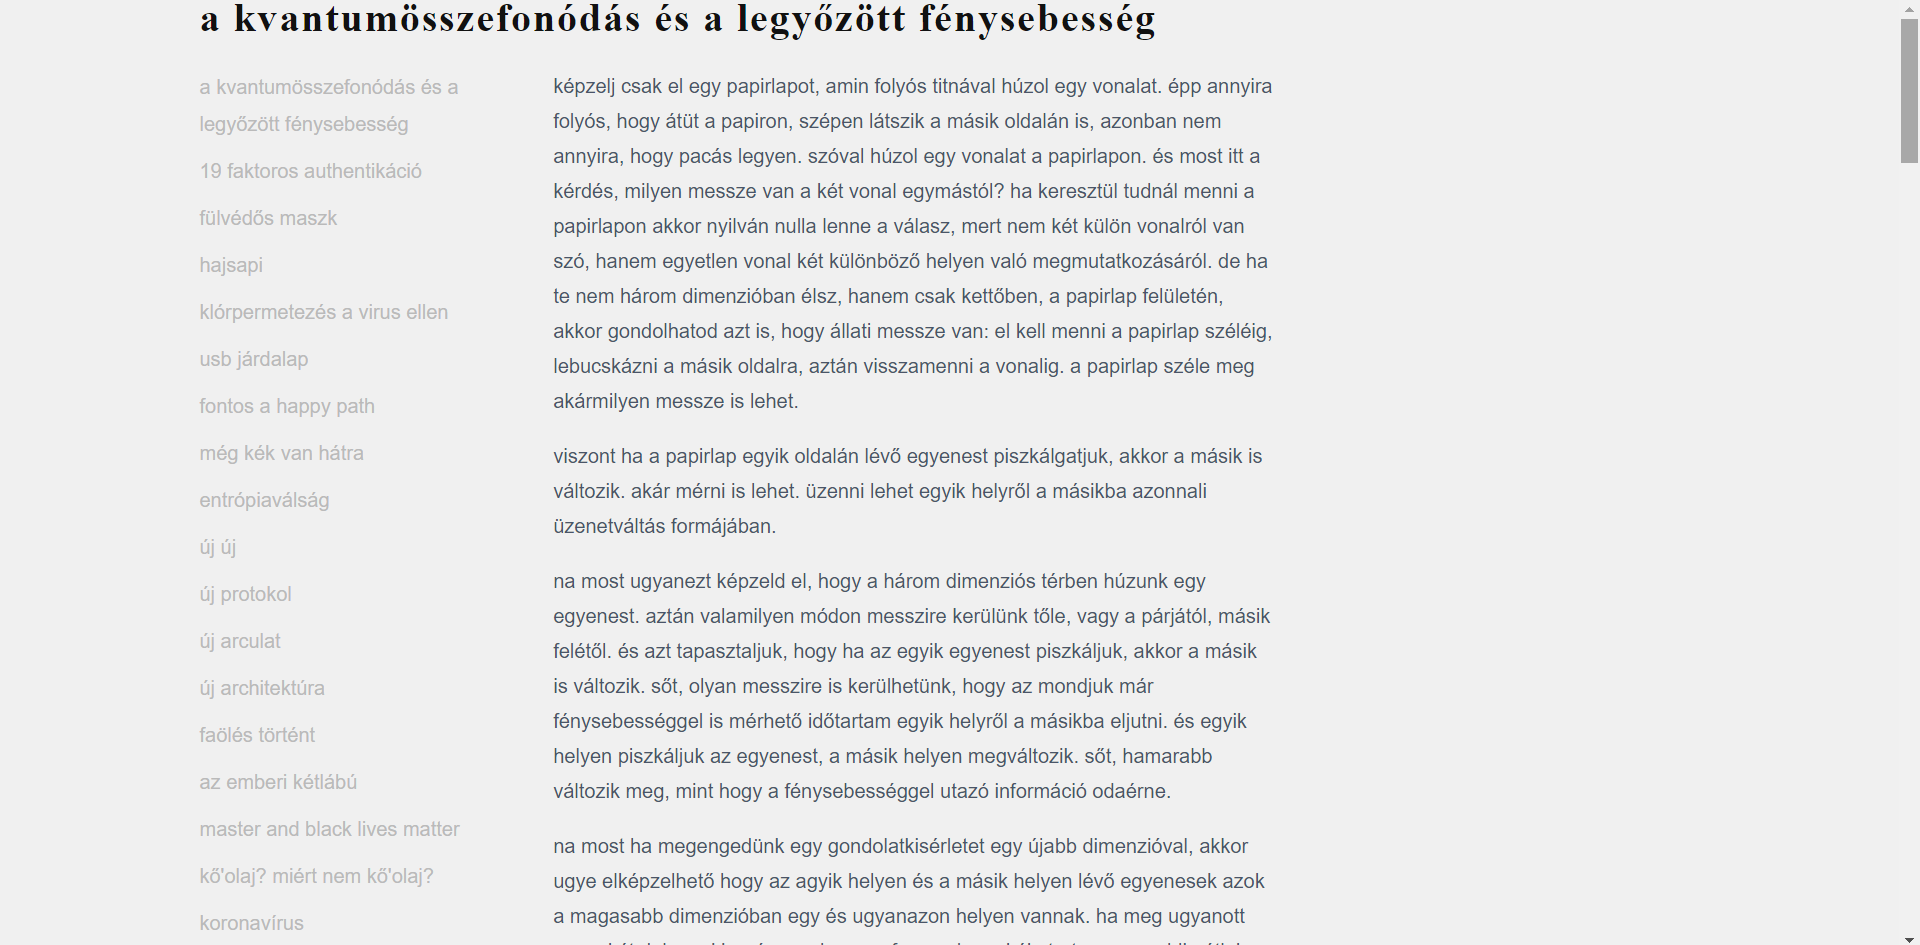 a kvantumösszefonódás és a legyőzött fénysebesség
a kvantumösszefonódás és a
legyőzött fénysebesség
19 faktoros authentikáció
fülvédős maszk
hajsapi
klórpermetezés a virus ellen
usb járdalap
fontos a happy path
még kék van hátra
entrópiaválság
új új
új protokol
új arculat
új architektúra
faölés történt
az emberi kétlábú
master and black lives matter
kő'olaj? miért nem kő'olaj?
koronavírus
képzelj csak el egy papirlapot, amin folyós titnával húzol egy vonalat. épp annyira
folyós, hogy átüt a papiron, szépen látszik a másik oldalán is, azonban nem
annyira, hogy pacás legyen. szóval húzol egy vonalat a papirlapon. és most itt a
kérdés, milyen messze van a két vonal egymástól? ha keresztül tudnál menni a
papirlapon akkor nyilván nulla lenne a válasz, mert nem két külön vonalról van
szó, hanem egyetlen vonal két különböző helyen való megmutatkozásáról. de ha
te nem három dimenzióban élsz, hanem csak kettőben, a papirlap felületén,
akkor gondolhatod azt is, hogy állati messze van: el kell menni a papirlap széléig,
lebucskázni a másik oldalra, aztán visszamenni a vonalig. a papirlap széle meg
akármilyen messze is lehet.
viszont ha a papirlap egyik oldalán lévő egyenest piszkálgatjuk, akkor a másik is
változik. akár mérni is lehet. üzenni lehet egyik helyről a másikba azonnali
üzenetváltás formájában.
na most ugyanezt képzeld el, hogy a három dimenziós térben húzunk egy
egyenest. aztán valamilyen módon messzire kerülünk tőle, vagy a párjától, másik
felétől. és azt tapasztaljuk, hogy ha az egyik egyenest piszkáljuk, akkor a másik
is változik. sőt, olyan messzire is kerülhetünk, hogy az mondjuk már
fénysebességgel is mérhető időtartam egyik helyről a másikba eljutni. és egyik
helyen piszkáljuk az egyenest, a másik helyen megváltozik. sőt, hamarabb
változik meg, mint hogy a fénysebességgel utazó információ odaérne.
na most ha megengedünk egy gondolatkisérletet egy újabb dimenzióval, akkor
ugye elképzelhető hogy az agyik helyen és a másik helyen lévő egyenesek azok
a magasabb dimenzióban egy és ugyanazon helyen vannak. ha meg ugyanott